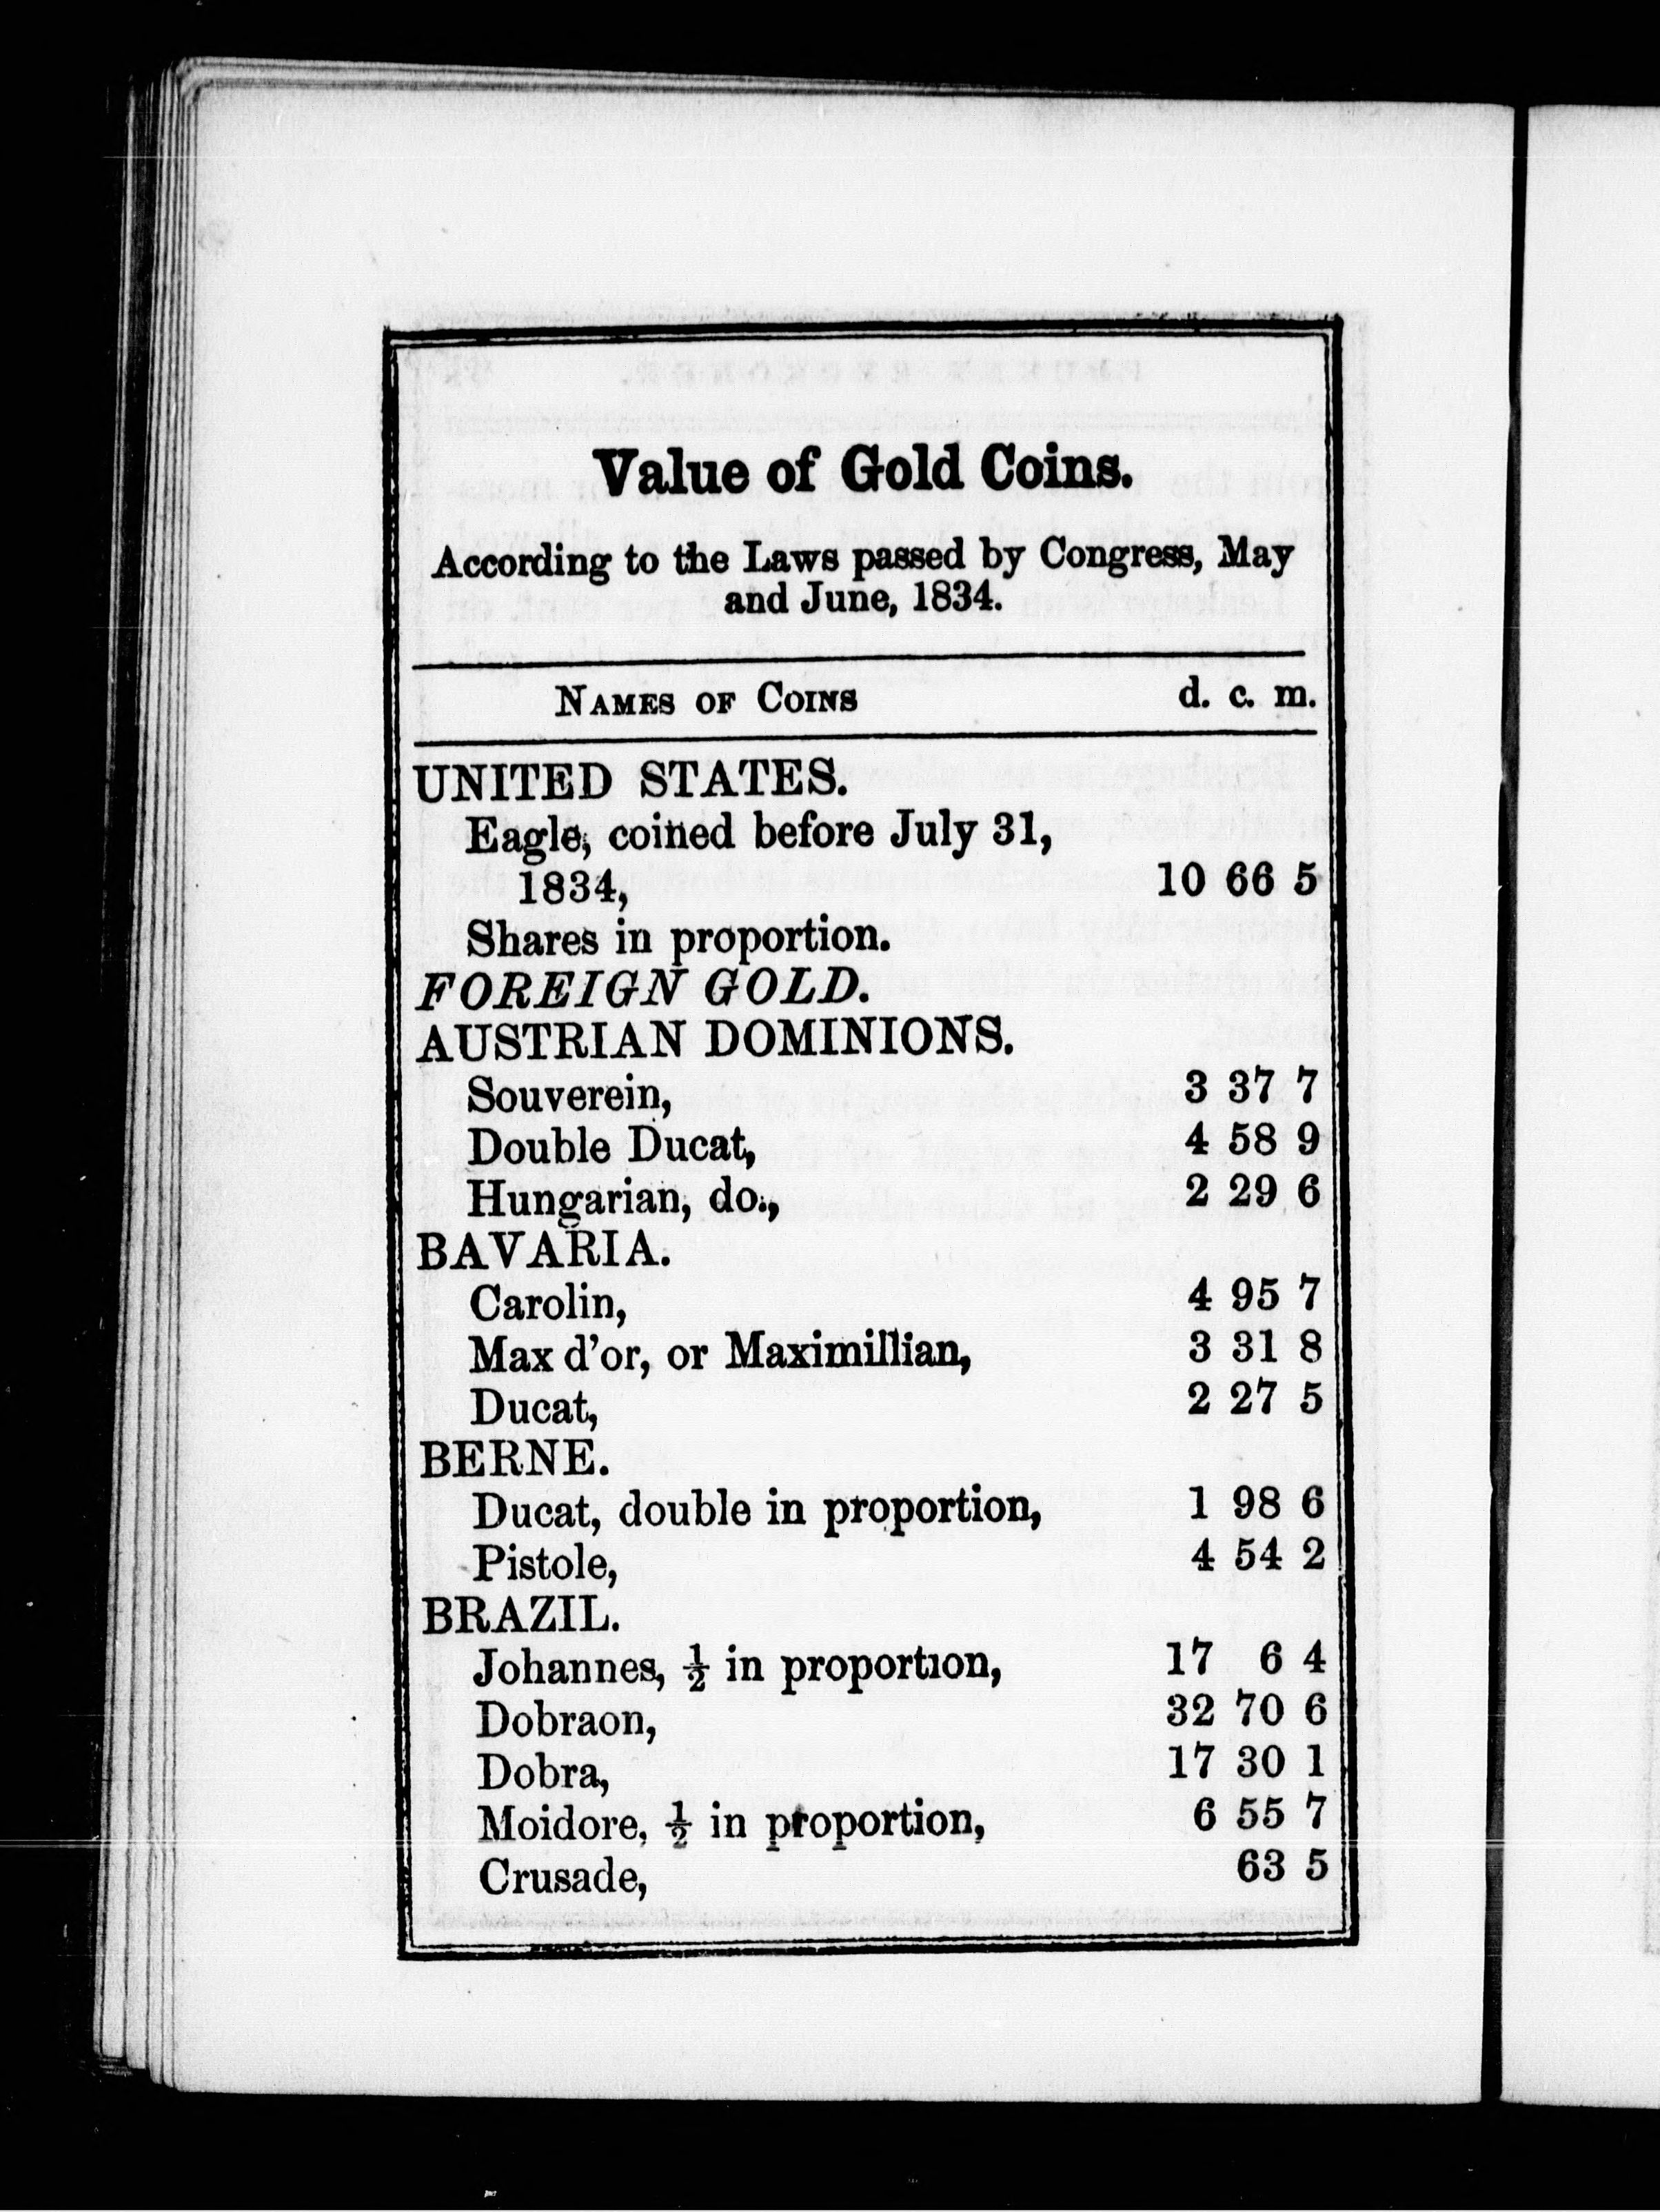 Value of Gold Coins.
According to the Laws passed by Congress, May
and June, 1834.
NAMES OF COINS d. c. m.
UNITED STATES.
Eagle, coined before July 31,
1834, 10 66 5
Shares in proportion.
FOREIGN GOLD.
AUSTRIAN DOMINIONS.
Souverein, 3 37 7
Double Ducat, 4 58 9
Hungarian, do., 2 29 6
BAVARIA.
Carolin, 4 95 7
Max d'or, or Maximillian, 3 31 8
Ducat, 2 27 5
BERNE.
Ducat, double in proportion, 1 98 6
Pistole, 4 54 2
BRAZIL.
Johannes, ½ in proportion, 17 6 4
Dobraon, 32 70 6
Dobra, 17 30 1
Moidore, ½ in proportion, 6 55 7
Crusade, 63 5